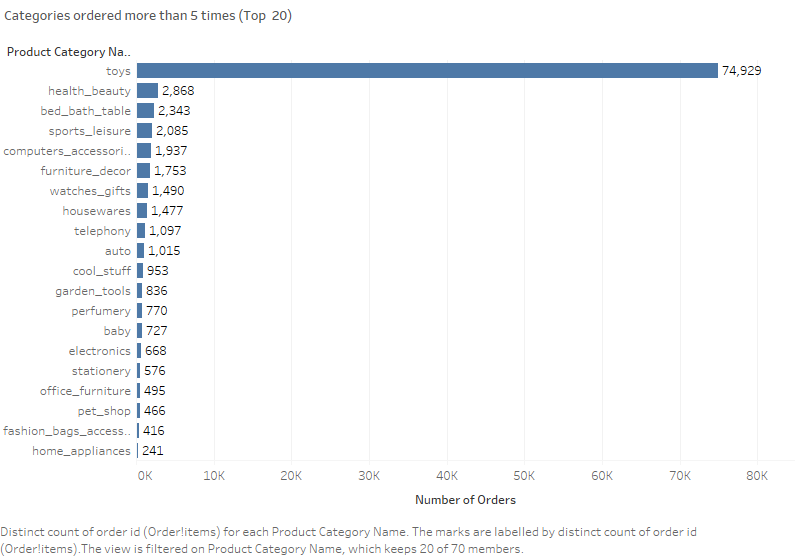 Categories ordered more than 5 times (Top  20)
Product Category Na..
toys 74,929
health_beauty 2,868
bed_bath_table 2,343
sports_leisure 2,085
computers_accessori.. 1,937
furniture_decor 1,753
watches_gifts 1,490
housewares 1,477
telephony 1,097
auto 1,015
cool_stuff 953
garden_tools 836
perfumery 770
baby 727
electronics 668
stationery 576
office_furniture 495
pet_shop 466
fashion_bags_access.. 416
home_appliances 241
0K 10K 20K 30K 40K 50K 60K 70K 80K
Number of Orders
Distinct count of order id (Order!items) for each Product Category Name. The marks are labelled by distinct count of order id
(Order!items).The view is filtered on Product Category Name, which keeps 20 of 70 members.